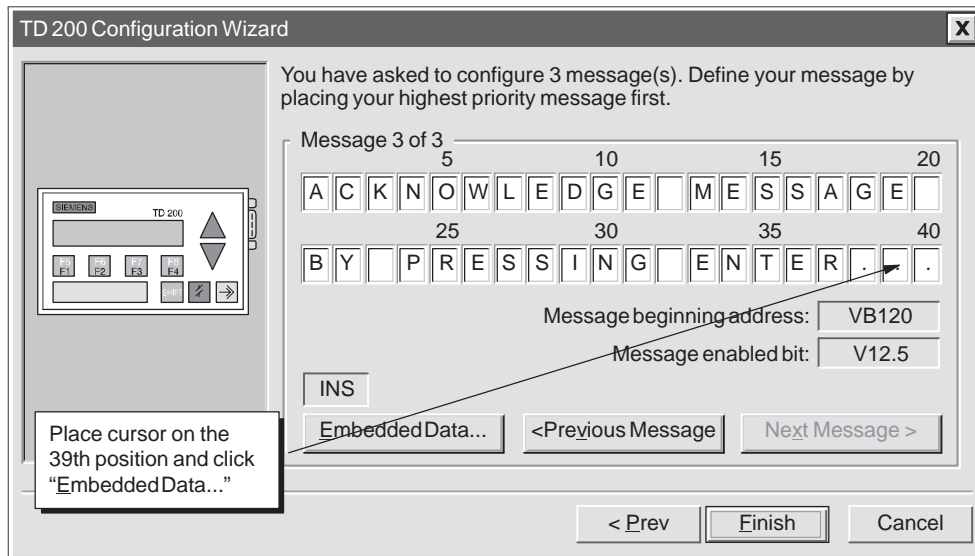 TD 200 Configuration Wizard
X
You have asked to configure 3 message(s). Define your message by
placing your highest priority message first.
Message 3 of 3
5 10 15 20
A C K N O W L E D G E M E S S A G E
25 30 35 40
B Y P R E S S I N G E N T E R . . .
Message beginning address: VB120
Message enabled bit: V12.5
INS
Embedded Data... <Previous Message Next Message >
SIEMENS
TD 200
F5 F6 F7 F8
F1 F2 F3 F4
SHIFT
Place cursor on the
39th position and click
“Embedded Data...”
< Prev Finish Cancel